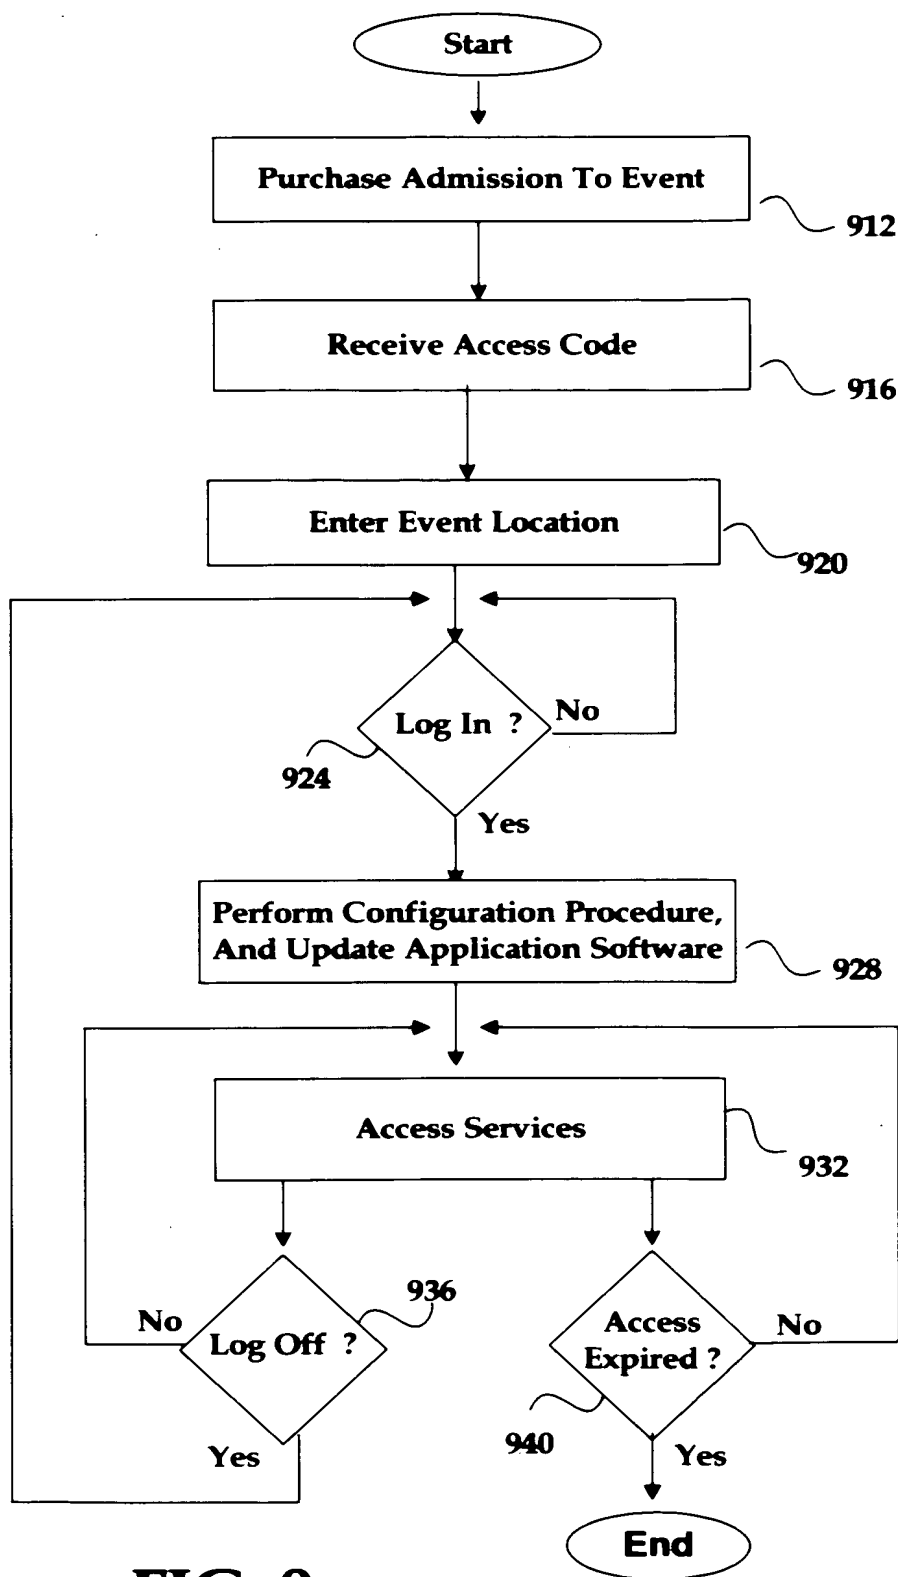 Start
Purchase Admission To Event
912
Receive Access Code
916
Enter Event Location
920
Log In ?
No
924
Yes
Perform Configuration Procedure,
And Update Application Software
928
Access Services
932
936
No
Log Off ?
Yes
Access
Expired ?
No
940
Yes
End